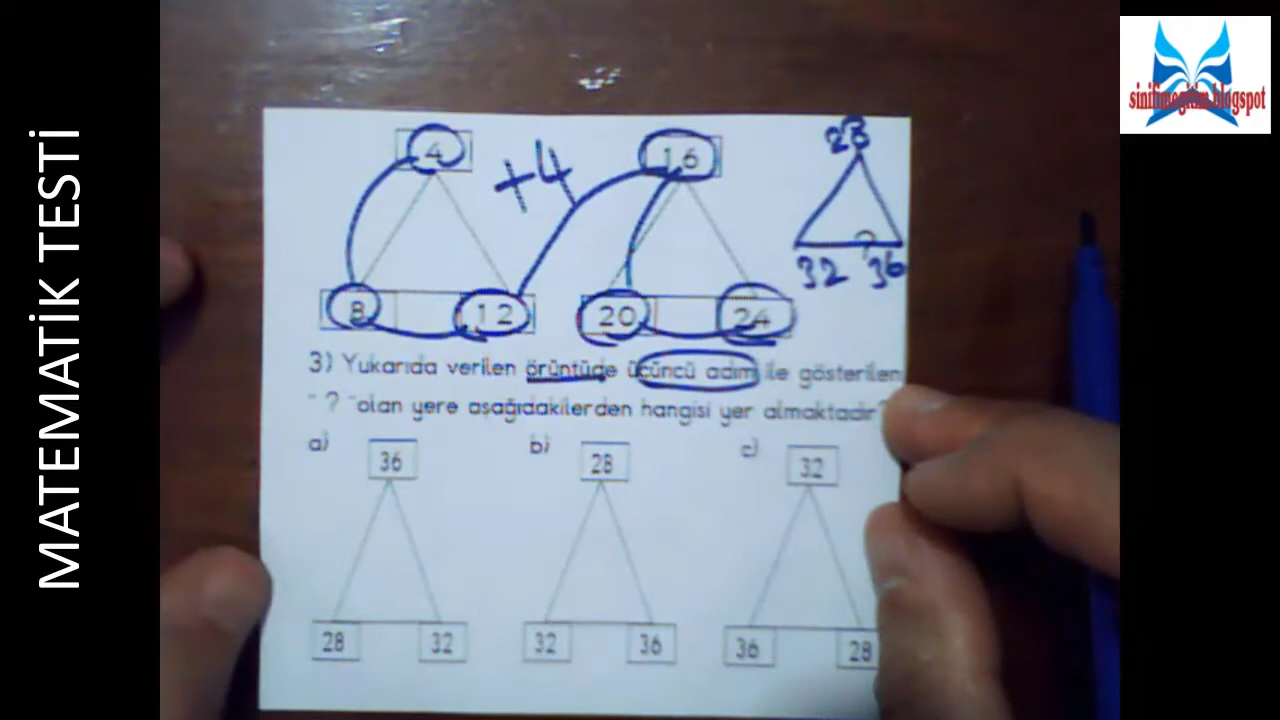 MATEMATİK TESTİ
sinifimegitim.blogspot
4
+4
16
28
8
12
20
24
32
?
36
3) Yukarıda verilen örüntüde üçüncü adım ile gösterilen
" ? " olan yere aşağıdakilerden hangisi yer almaktadır?
a)
36
28
32
b)
28
32
36
c)
32
36
28